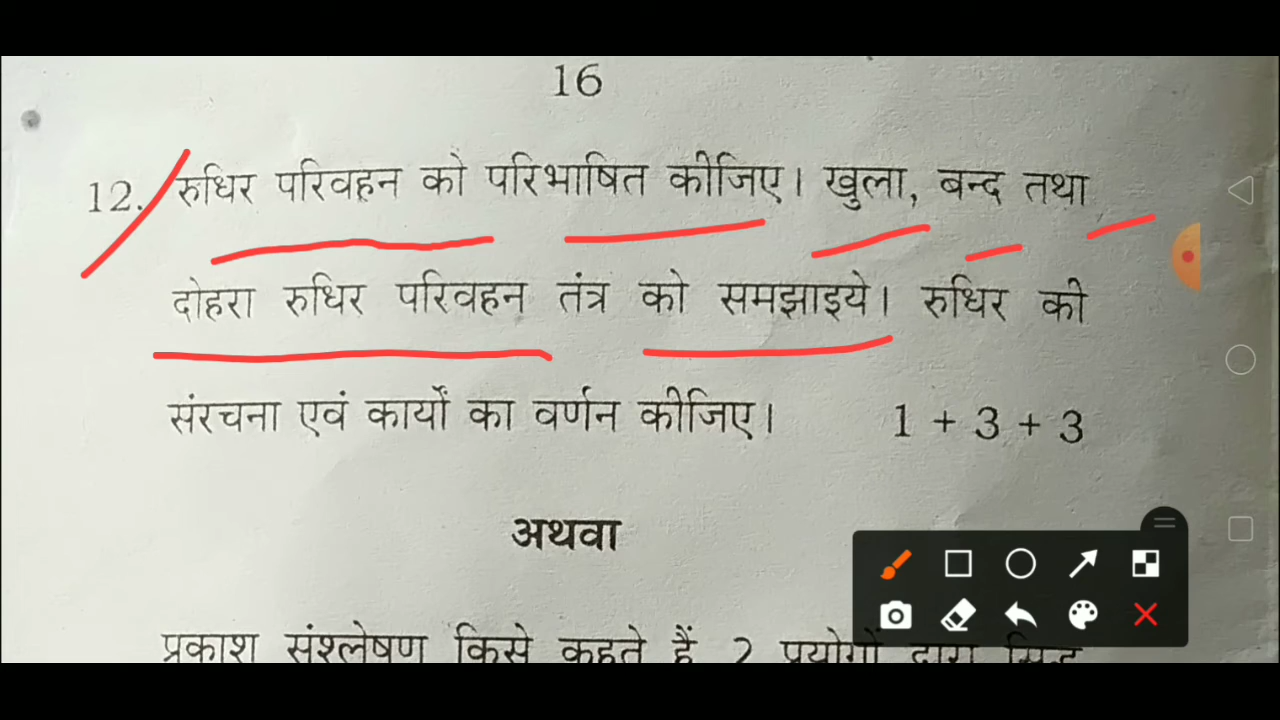 16
12. रुधिर परिवहन को परिभाषित कीजिए। खुला, बन्द तथा
दोहरा रुधिर परिवहन तंत्र को समझाइये। रुधिर की
संरचना एवं कार्यों का वर्णन कीजिए। 1 + 3 + 3
अथवा
प्रकाश संश्लेषण किसे कहते हैं ? प्रयोगों द्वारा सिद्ध